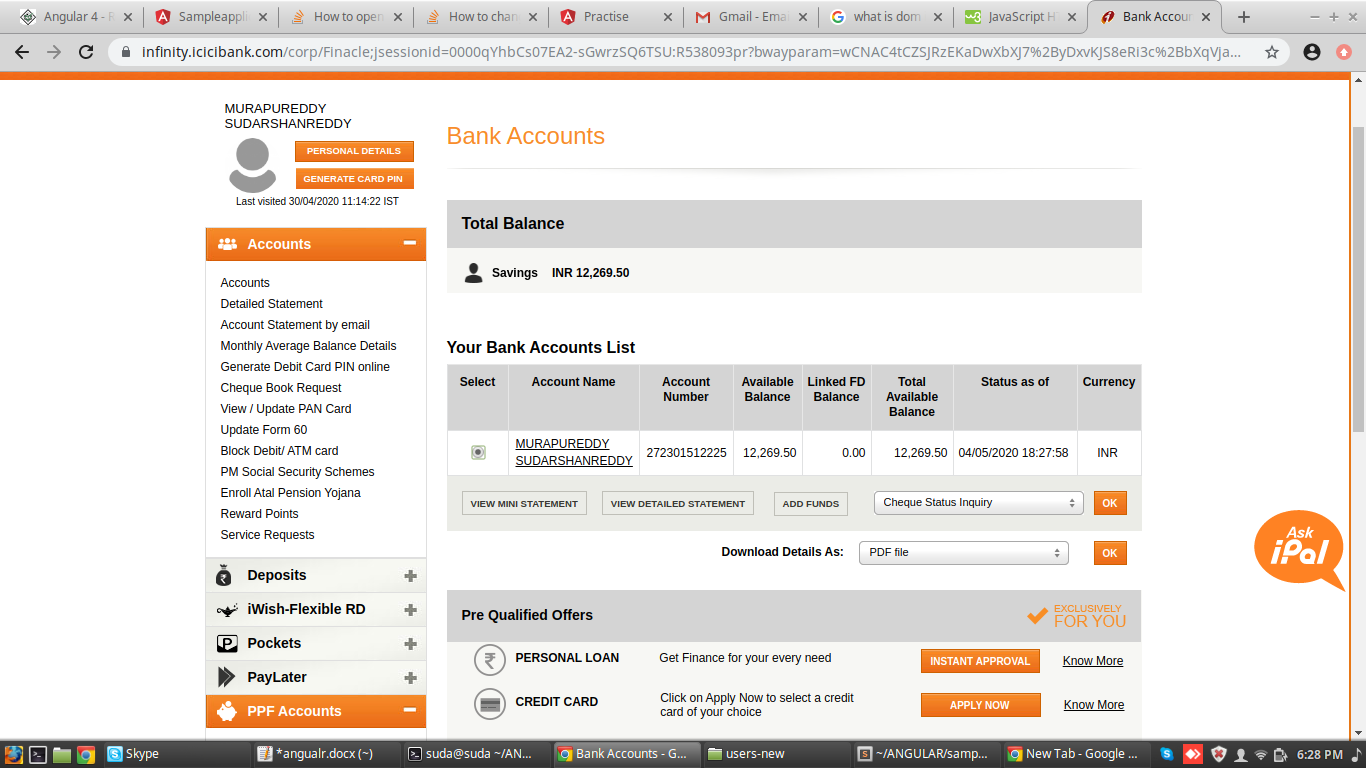 Angular 4 - R
Sampleappli
How to open
How to chan
Practise
Gmail - Emai
what is dom
JavaScript H
Bank Accoun
infinity.icicibank.com/corp/Finacle;jsessionid=0000qYhbCs07EA2-sGwrzSQ6TSU:R538093pr?bwayparam=wCNAC4tCZSJRzEKaDwXbXJ7%2ByDxvKJS8eRi3c%2BbXqVJa...
MURAPUREDDY
SUDARSHANREDDY
PERSONAL DETAILS
GENERATE CARD PIN
Last visited 30/04/2020 11:14:22 IST
Accounts
Accounts
Detailed Statement
Account Statement by email
Monthly Average Balance Details
Generate Debit Card PIN online
Cheque Book Request
View / Update PAN Card
Update Form 60
Block Debit/ ATM card
PM Social Security Schemes
Enroll Atal Pension Yojana
Reward Points
Service Requests
Deposits
iWish-Flexible RD
Pockets
PayLater
PPF Accounts
Bank Accounts
Total Balance
Savings INR 12,269.50
Your Bank Accounts List
Select
Account Name
Account
Number
Available
Balance
Linked FD
Balance
Total
Available
Balance
Status as of
Currency
MURAPUREDDY
SUDARSHANREDDY
272301512225
12,269.50
0.00
12,269.50
04/05/2020 18:27:58
INR
VIEW MINI STATEMENT
VIEW DETAILED STATEMENT
ADD FUNDS
Cheque Status Inquiry
OK
Download Details As:
PDF file
OK
Pre Qualified Offers
EXCLUSIVELY
FOR YOU
PERSONAL LOAN
Get Finance for your every need
INSTANT APPROVAL
Know More
CREDIT CARD
Click on Apply Now to select a credit
card of your choice
APPLY NOW
Know More
Ask
iPal
Skype
*angualr.docx (~)
suda@suda ~/AN...
Bank Accounts - G...
users-new
~/ANGULAR/samp...
New Tab - Google ...
6:28 PM